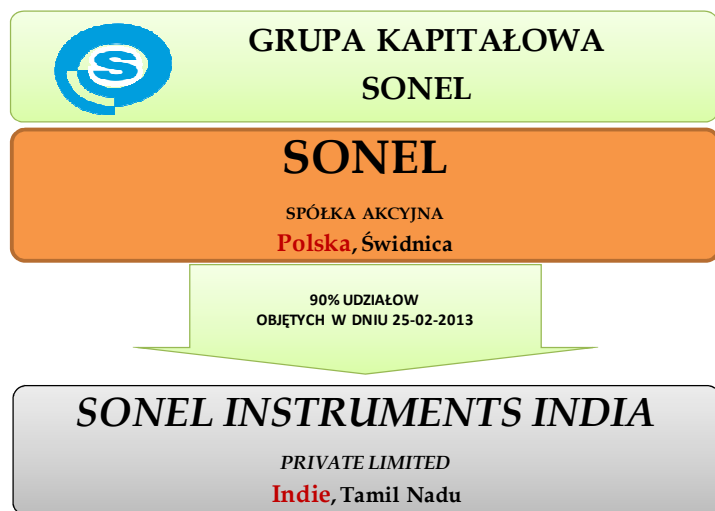 S
GRUPA KAPITAŁOWA
SONEL
SONEL
SPÓŁKA AKCYJNA
Polska, Świdnica
90% UDZIAŁOW
OBJĘTYCH W DNIU 25-02-2013
SONEL INSTRUMENTS INDIA
PRIVATE LIMITED
Indie, Tamil Nadu